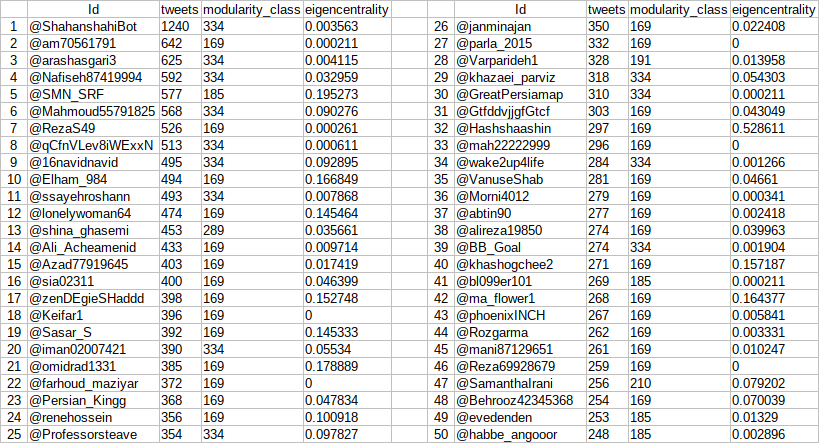 Id tweets modularity_class eigencentrality Id tweets modularity_class eigencentrality
1 @ShahanshahiBot 1240 334 0.003563 26 @janminajan 350 169 0.022408
2 @am70561791 642 169 0.000211 27 @parla_2015 332 169 0
3 @arashasgari3 625 334 0.004115 28 @Varparideh1 328 191 0.013958
4 @Nafiseh87419994 592 334 0.032959 29 @khazaei_parviz 318 334 0.054303
5 @SMN_SRF 577 185 0.195273 30 @GreatPersiamap 310 334 0.000211
6 @Mahmoud55791825 568 334 0.090276 31 @GtfddvjjgfGtcf 303 169 0.043049
7 @RezaS49 526 169 0.000261 32 @Hashshaashin 297 169 0.528611
8 @qCfnVLev8iWExxN 513 334 0.000611 33 @mah22222999 296 169 0
9 @16navidnavid 495 334 0.092895 34 @wake2up4life 284 334 0.001266
10 @Elham_984 494 169 0.166849 35 @VanuseShab 281 169 0.04661
11 @ssayehroshann 493 334 0.007868 36 @Morni4012 279 169 0.000341
12 @lonelywoman64 474 169 0.145464 37 @abtin90 277 169 0.002418
13 @shina_ghasemi 453 289 0.035661 38 @alireza19850 274 169 0.039963
14 @Ali_Acheamenid 433 169 0.009714 39 @BB_Goal 274 334 0.001904
15 @Azad77919645 403 169 0.017419 40 @khashogchee2 271 169 0.157187
16 @sia02311 400 169 0.046399 41 @bl099er101 269 185 0.000211
17 @zenDEgieSHaddd 398 169 0.152748 42 @ma_flower1 268 169 0.164377
18 @Keifar1 396 169 0 43 @phoenixINCH 267 169 0.005841
19 @Sasar_S 392 169 0.145333 44 @Rozgarma 262 169 0.003331
20 @iman02007421 390 334 0.05534 45 @mani87129651 261 169 0.010247
21 @omidrad1331 385 169 0.178889 46 @Reza69928679 259 169 0
22 @farhoud_maziyar 372 169 0 47 @SamanthaIrani 256 210 0.079202
23 @Persian_Kingg 368 169 0.047834 48 @Behrooz42345368 254 169 0.070039
24 @renehossein 356 169 0.100918 49 @evedenden 253 185 0.01329
25 @Professorsteave 354 334 0.097827 50 @habbe_angooor 248 185 0.002896